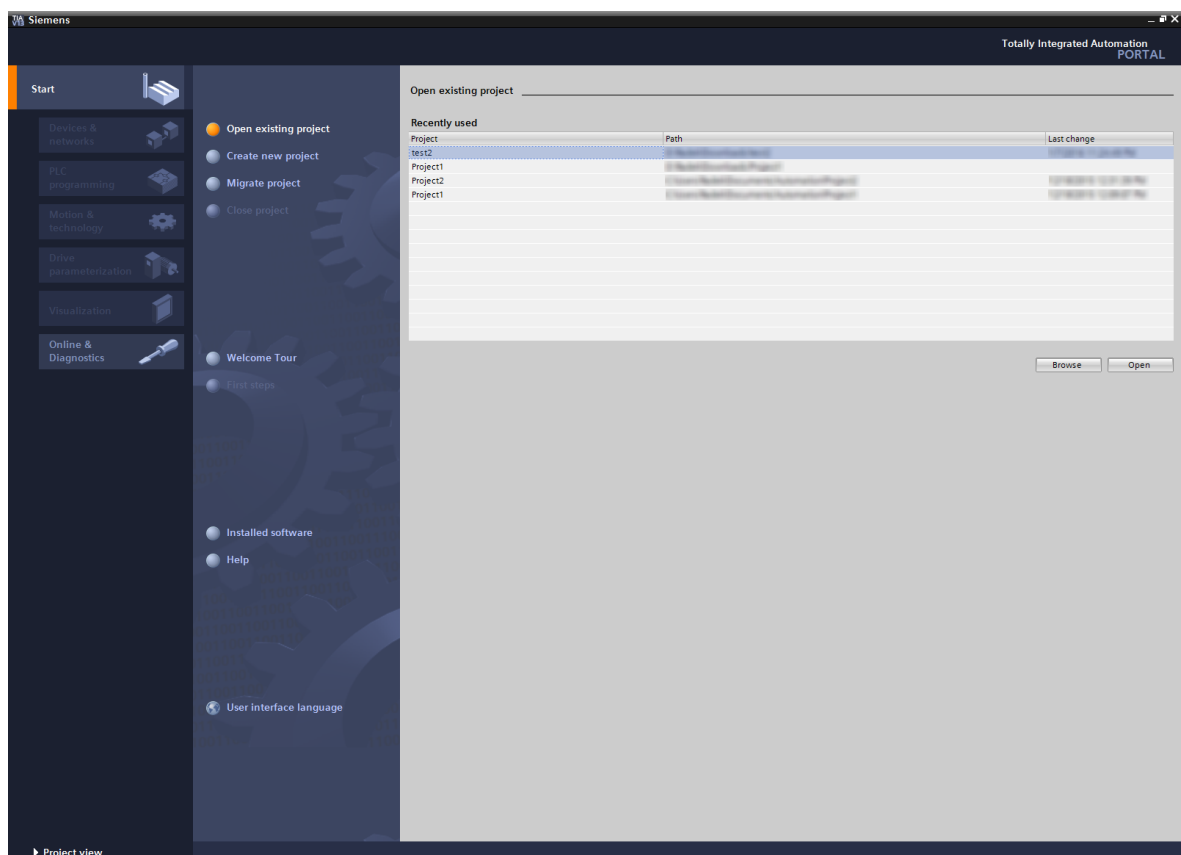 Siemens
Totally Integrated Automation
PORTAL
Start
Devices &
networks
PLC
programming
Motion &
technology
Drive
parameterization
Visualization
Online &
Diagnostics
Project view
Open existing project
Create new project
Migrate project
Close project
Welcome Tour
First steps
Installed software
Help
User interface language
Open existing project
Recently used
Project Path Last change
test2
Project1
Project2
Project1
Browse Open